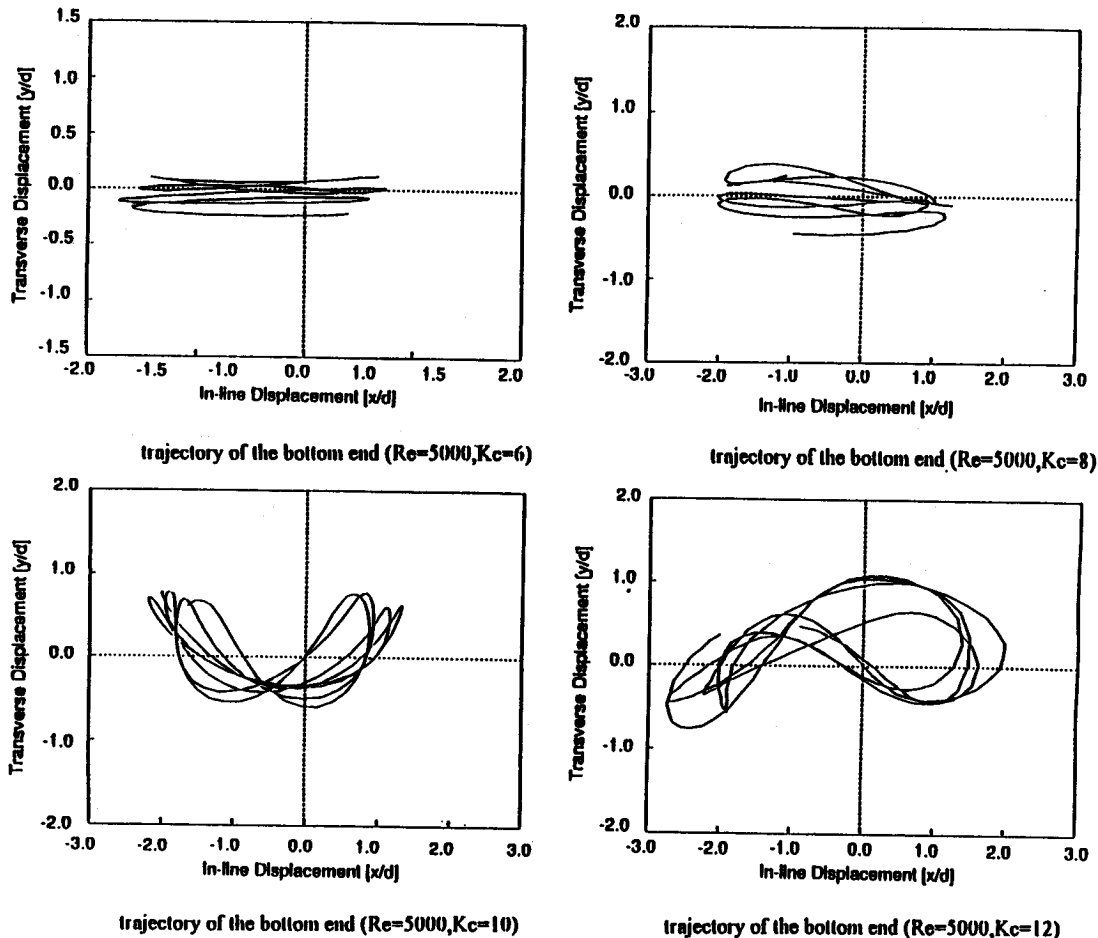 1.5
1.0
0.5
0.0
-0.5
-1.0
-1.5
Transverse Displacement [y/d]
-2.0 -1.5 -1.0 0.0 1.0 1.5 2.0
In-line Displacement [x/d]
trajectory of the bottom end (Re=5000,Kc=6)
2.0
1.0
0.0
-1.0
-2.0
Transverse Displacement [y/d]
-3.0 -2.0 -1.0 0.0 1.0 2.0 3.0
In-line Displacement [x/d]
trajectory of the bottom end (Re=5000,Kc=8)
2.0
1.0
0.0
-1.0
-2.0
Transverse Displacement [y/d]
-3.0 -2.0 -1.0 0.0 1.0 2.0 3.0
In-line Displacement [x/d]
trajectory of the bottom end (Re=5000,Kc=10)
2.0
1.0
0.0
-1.0
-2.0
Transverse Displacement [y/d]
-3.0 -2.0 -1.0 0.0 1.0 2.0 3.0
In-line Displacement [x/d]
trajectory of the bottom end (Re=5000,Kc=12)